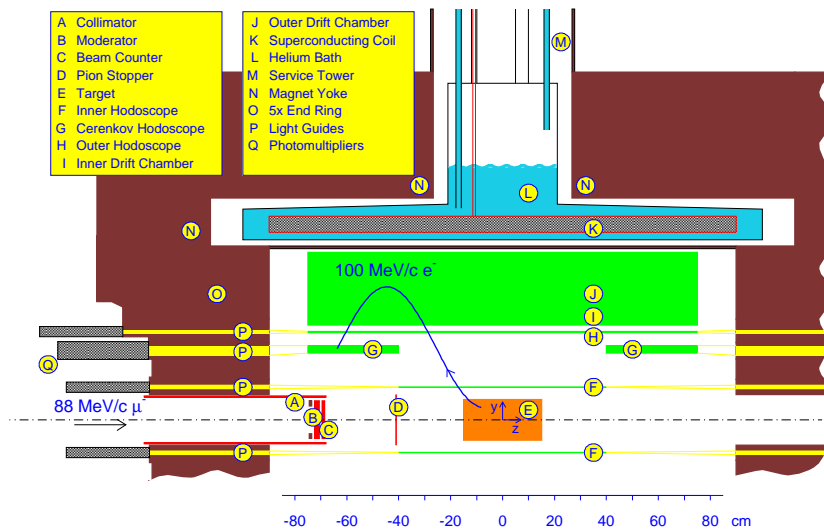 A Collimator
B Moderator
C Beam Counter
D Pion Stopper
E Target
F Inner Hodoscope
G Cerenkov Hodoscope
H Outer Hodoscope
I Inner Drift Chamber
J Outer Drift Chamber
K Superconducting Coil
L Helium Bath
M Service Tower
N Magnet Yoke
O 5x End Ring
P Light Guides
Q Photomultipliers
M
N
N
L
N
K
100 MeV/c e-
O
J
I
P
H
Q
P
G
G
P
F
88 MeV/c μ
A
B
C
D
y
z
E
P
F
-80 -60 -40 -20 0 20 40 60 80 cm